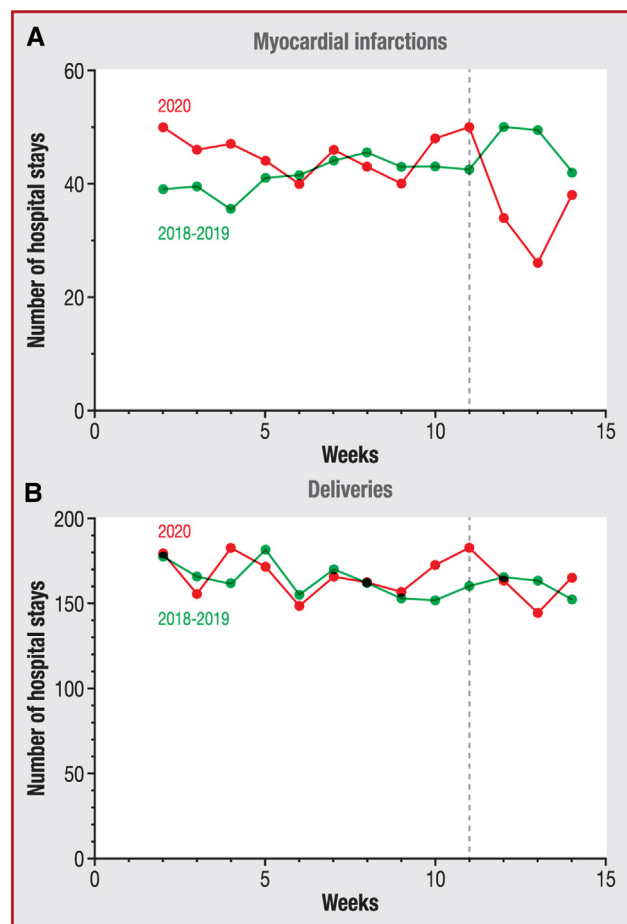 A
Myocardial infarctions
60
2020
40
2018-2019
20
0
0 5 10 15
Number of hospital stays
Weeks
B
Deliveries
200
2020
150
2018-2019
100
50
0
0 5 10 15
Number of hospital stays
Weeks